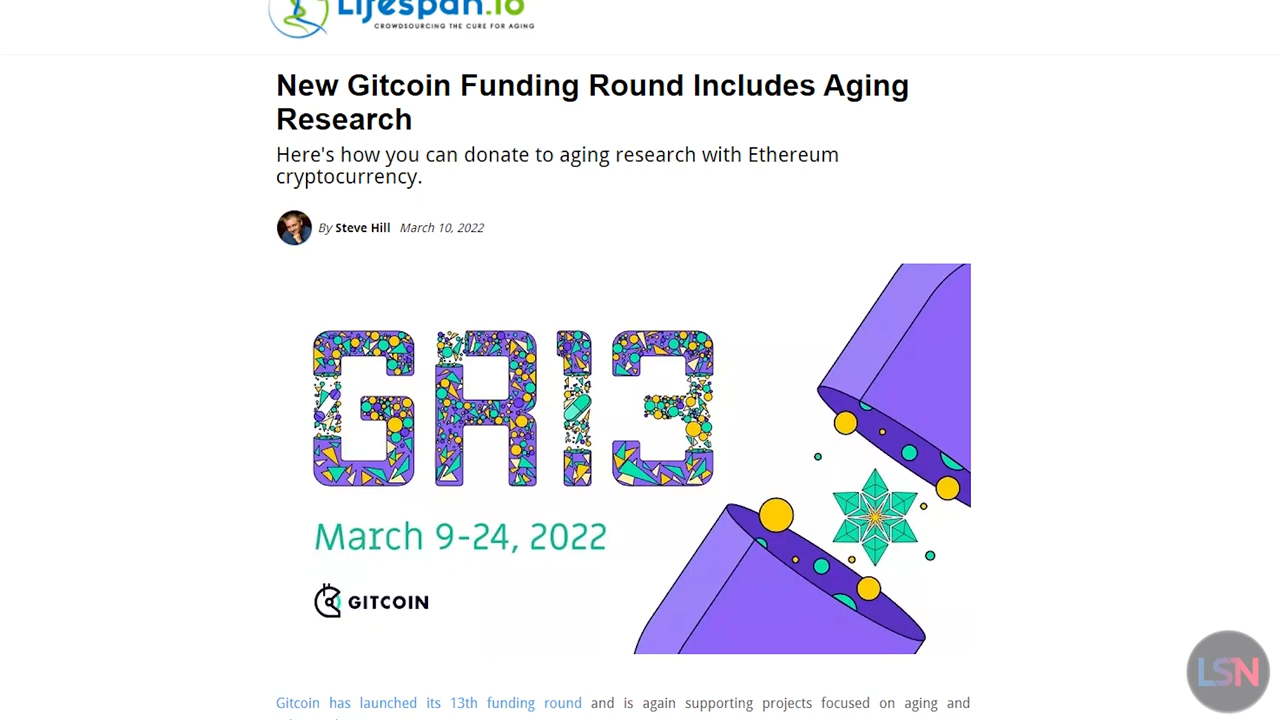 Lifespan.io
CROWDSOURCING THE CURE FOR AGING
New Gitcoin Funding Round Includes Aging
Research
Here's how you can donate to aging research with Ethereum
cryptocurrency.
By Steve Hill March 10, 2022
GR13
March 9-24, 2022
GITCOIN
Gitcoin has launched its 13th funding round and is again supporting projects focused on aging and
LSN